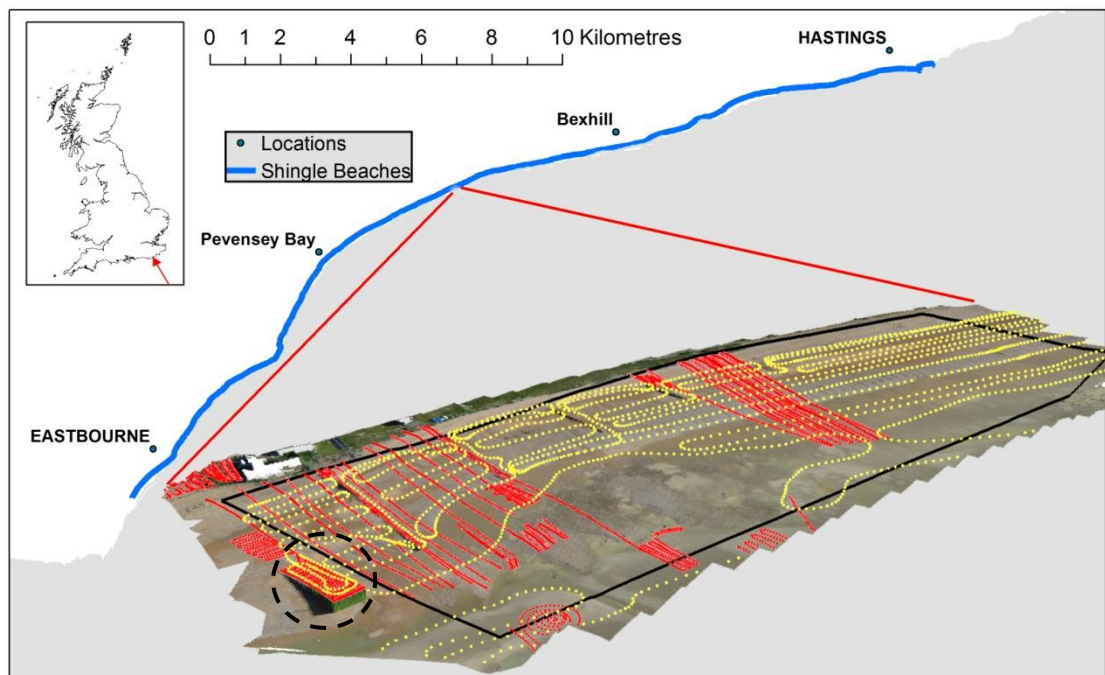 0 1 2 4 6 8 10 Kilometres
HASTINGS
Bexhill
Locations
Shingle Beaches
Pevensey Bay
EASTBOURNE